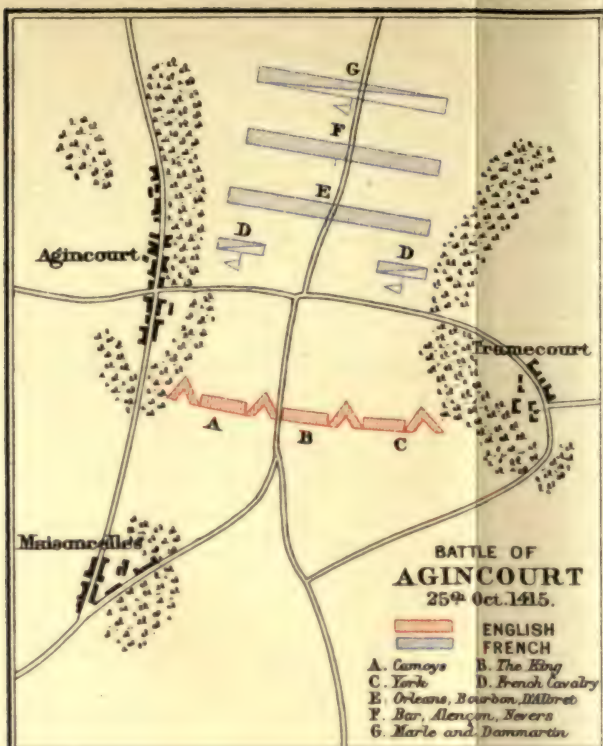 G
F
E
D
D
Agincourt
Tramecourt
A
B
C
Maisoncelles
BATTLE OF
AGINCOURT
25th Oct. 1415.
ENGLISH
FRENCH
A. Camoys B. The King
C. York D. French Cavalry
E. Orleans, Bourbon, D'Albret
F. Bar, Alençon, Nevers
G. Marle and Dammartin